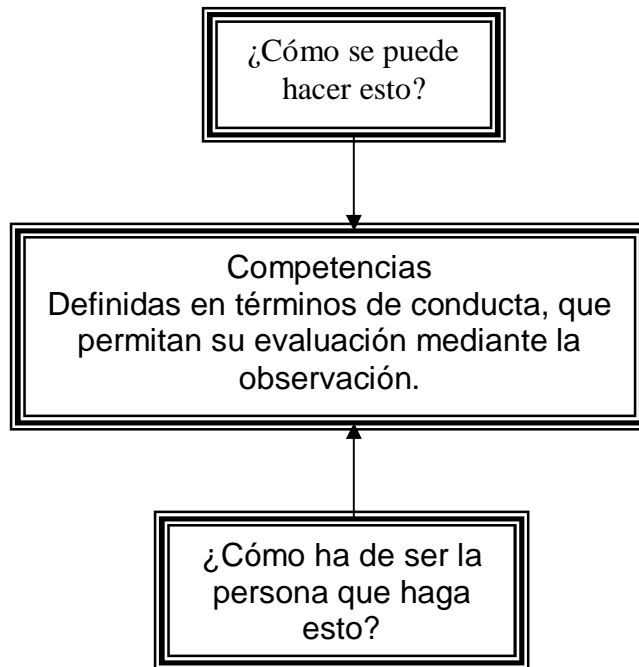 ¿Cómo se puede
hacer esto?
Competencias
Definidas en términos de conducta, que
permitan su evaluación mediante la
observación.
¿Cómo ha de ser la
persona que haga
esto?